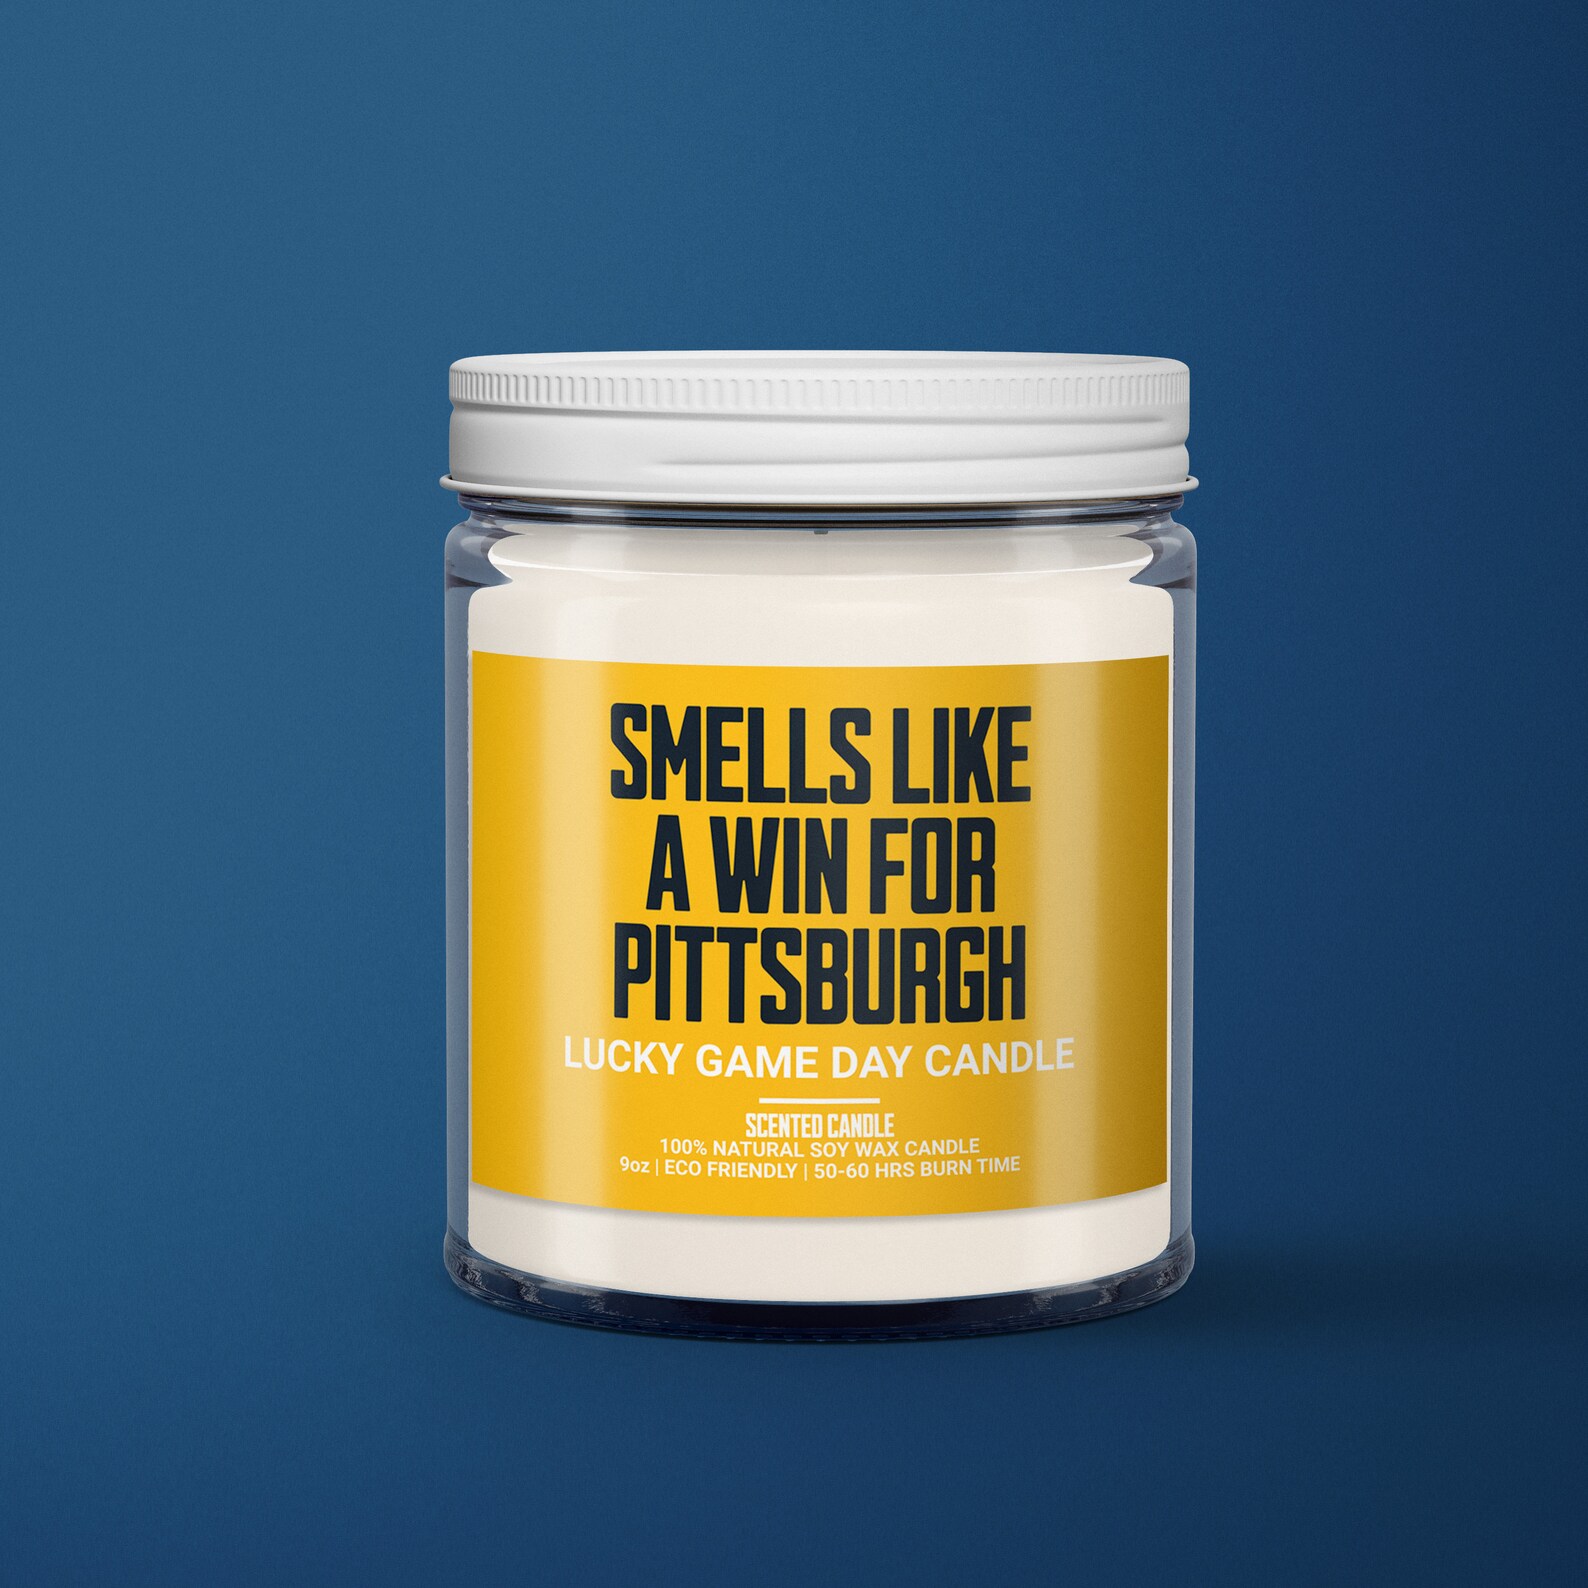 SMELLS LIKE
A WIN FOR
PITTSBURGH
LUCKY GAME DAY CANDLE
SCENTED CANDLE
100% NATURAL SOY WAX CANDLE
9oz | ECO FRIENDLY | 50-60 HRS BURN TIME